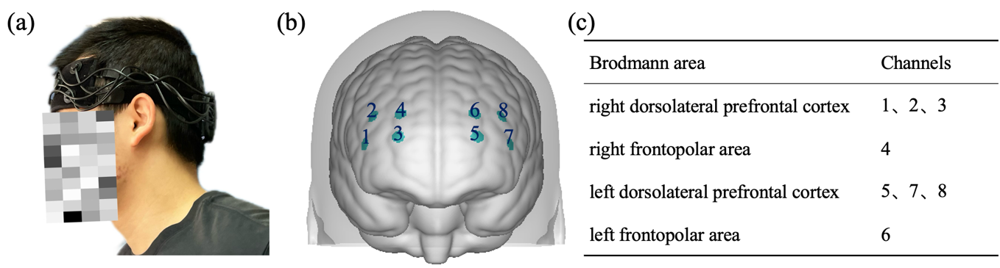 (a)
(b)
(c)
2 4 6 8
1 3 5 7
Brodmann area Channels
right dorsolateral prefrontal cortex 1、2、3
right frontopolar area 4
left dorsolateral prefrontal cortex 5、7、8
left frontopolar area 6